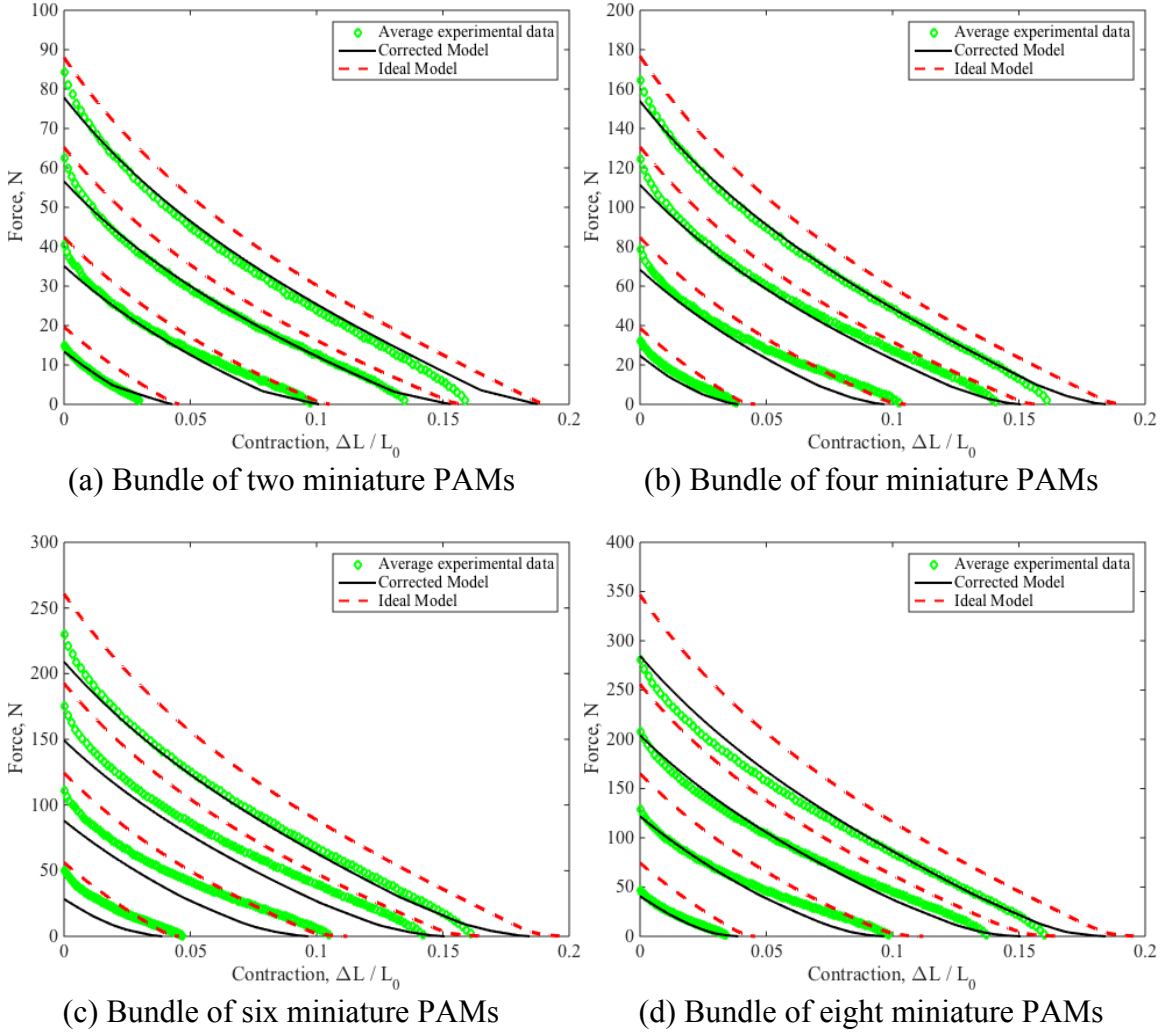 100
90
80
70
60
50
40
30
20
10
0
Force, N
Average experimental data
Corrected Model
Ideal Model
0
0.05
0.1
0.15
0.2
Contraction, ΔL / L₀
(a) Bundle of two miniature PAMs
200
180
160
140
120
100
80
60
40
20
0
Force, N
Average experimental data
Corrected Model
Ideal Model
0
0.05
0.1
0.15
0.2
Contraction, ΔL / L₀
(b) Bundle of four miniature PAMs
300
250
200
150
100
50
0
Force, N
Average experimental data
Corrected Model
Ideal Model
0
0.05
0.1
0.15
0.2
Contraction, ΔL / L₀
(c) Bundle of six miniature PAMs
400
350
300
250
200
150
100
50
0
Force, N
Average experimental data
Corrected Model
Ideal Model
0
0.05
0.1
0.15
0.2
Contraction, ΔL / L₀
(d) Bundle of eight miniature PAMs